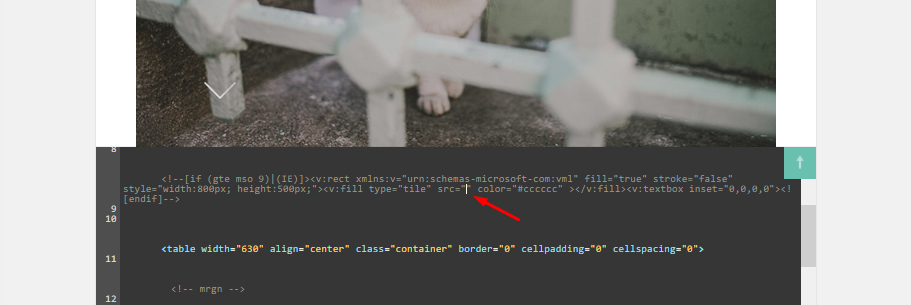 8
<!--[if (gte mso 9)|(IE)]><v:rect xmlns:v="urn:schemas-microsoft-com:vml" fill="true" stroke="false"
style="width:800px; height:500px;"><v:fill type="tile" src="" color="#cccccc" ></v:fill><v:textbox inset="0,0,0,0"><!
[endif]-->
9
10
<table width="630" align="center" class="container" border="0" cellpadding="0" cellspacing="0">
11
<!-- mrgn -->
12